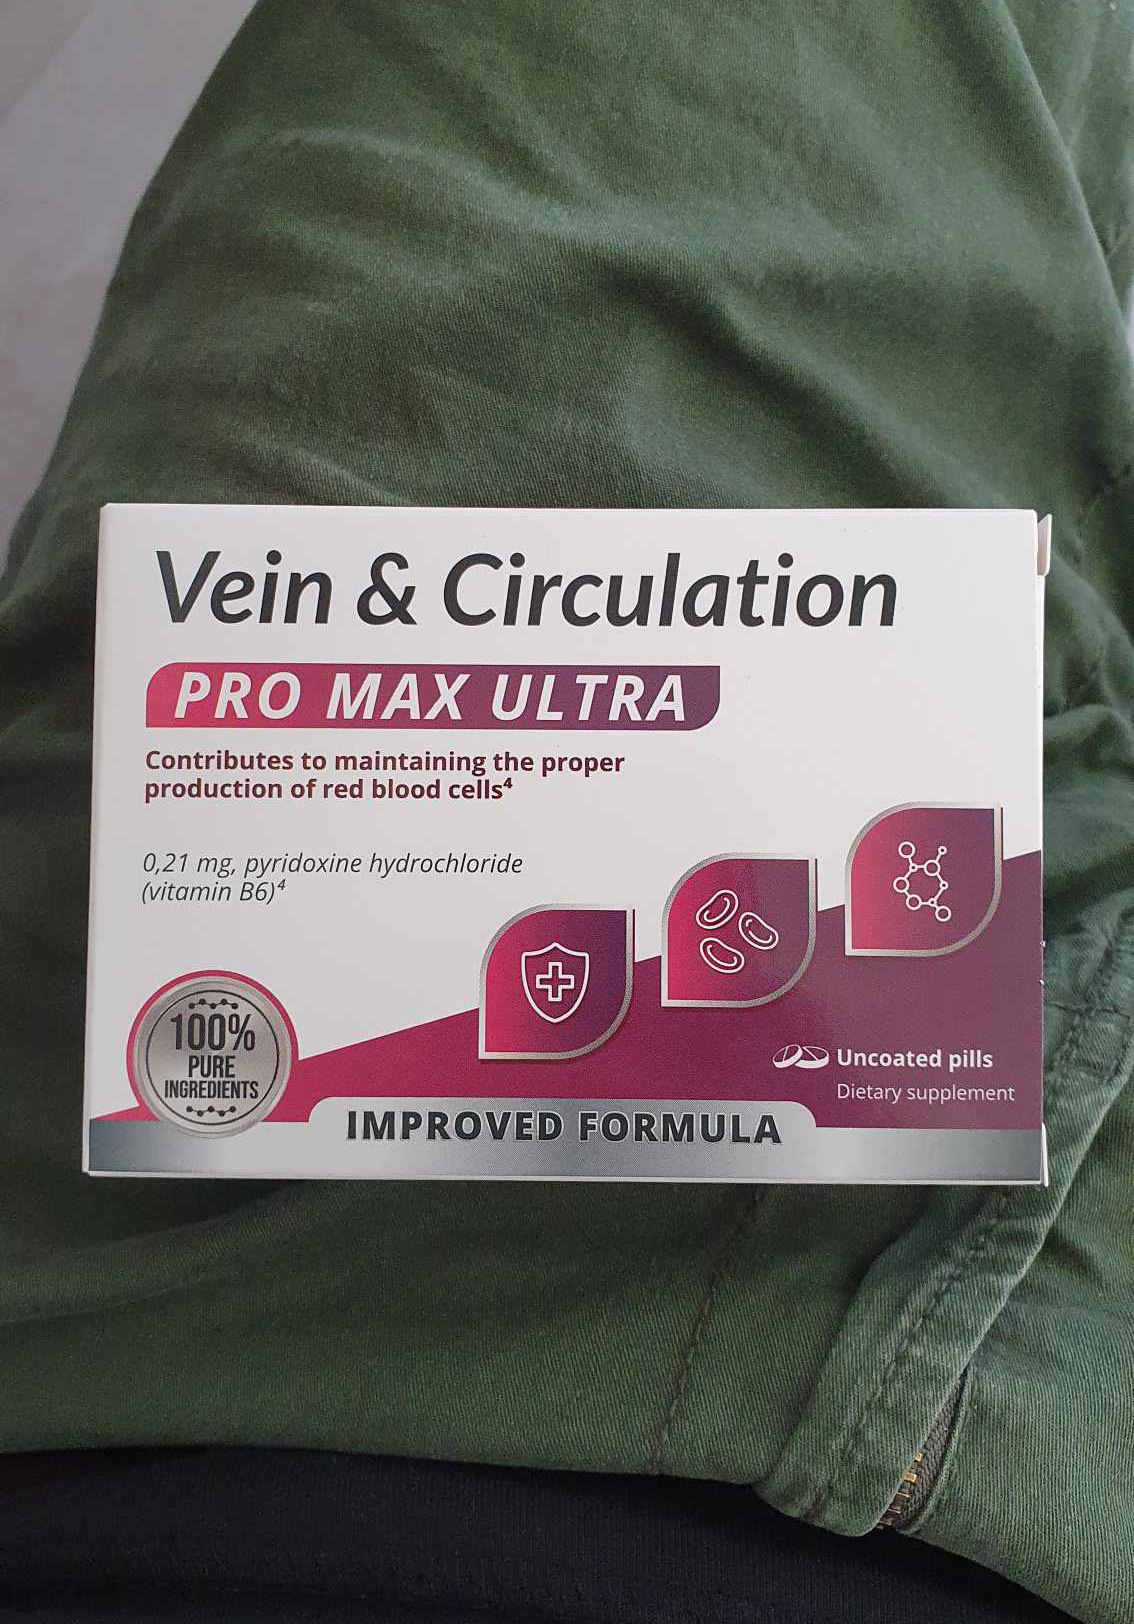 Vein & Circulation
PRO MAX ULTRA
Contributes to maintaining the proper
production of red blood cells⁴
0,21 mg, pyridoxine hydrochloride
(vitamin B6)⁴
100%
PURE
INGREDIENTS
Uncoated pills
Dietary supplement
IMPROVED FORMULA